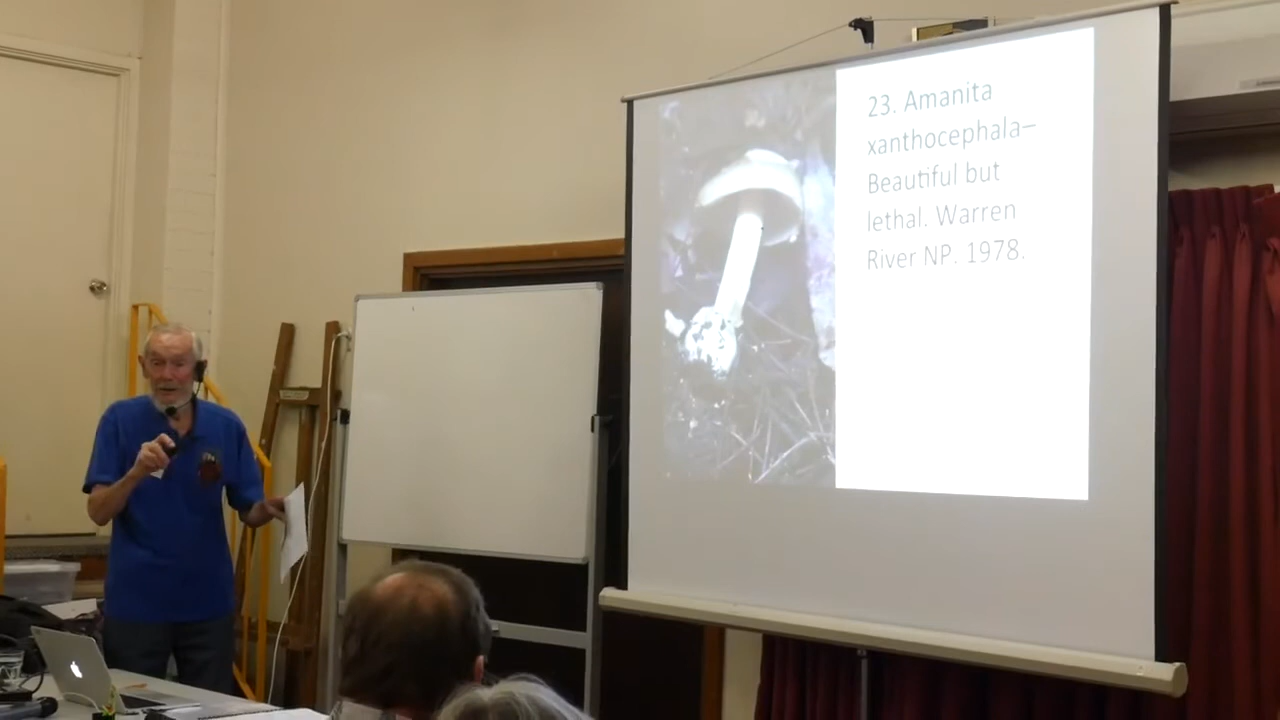 23. Amanita
xanthocephala–
Beautiful but
lethal. Warren
River NP. 1978.